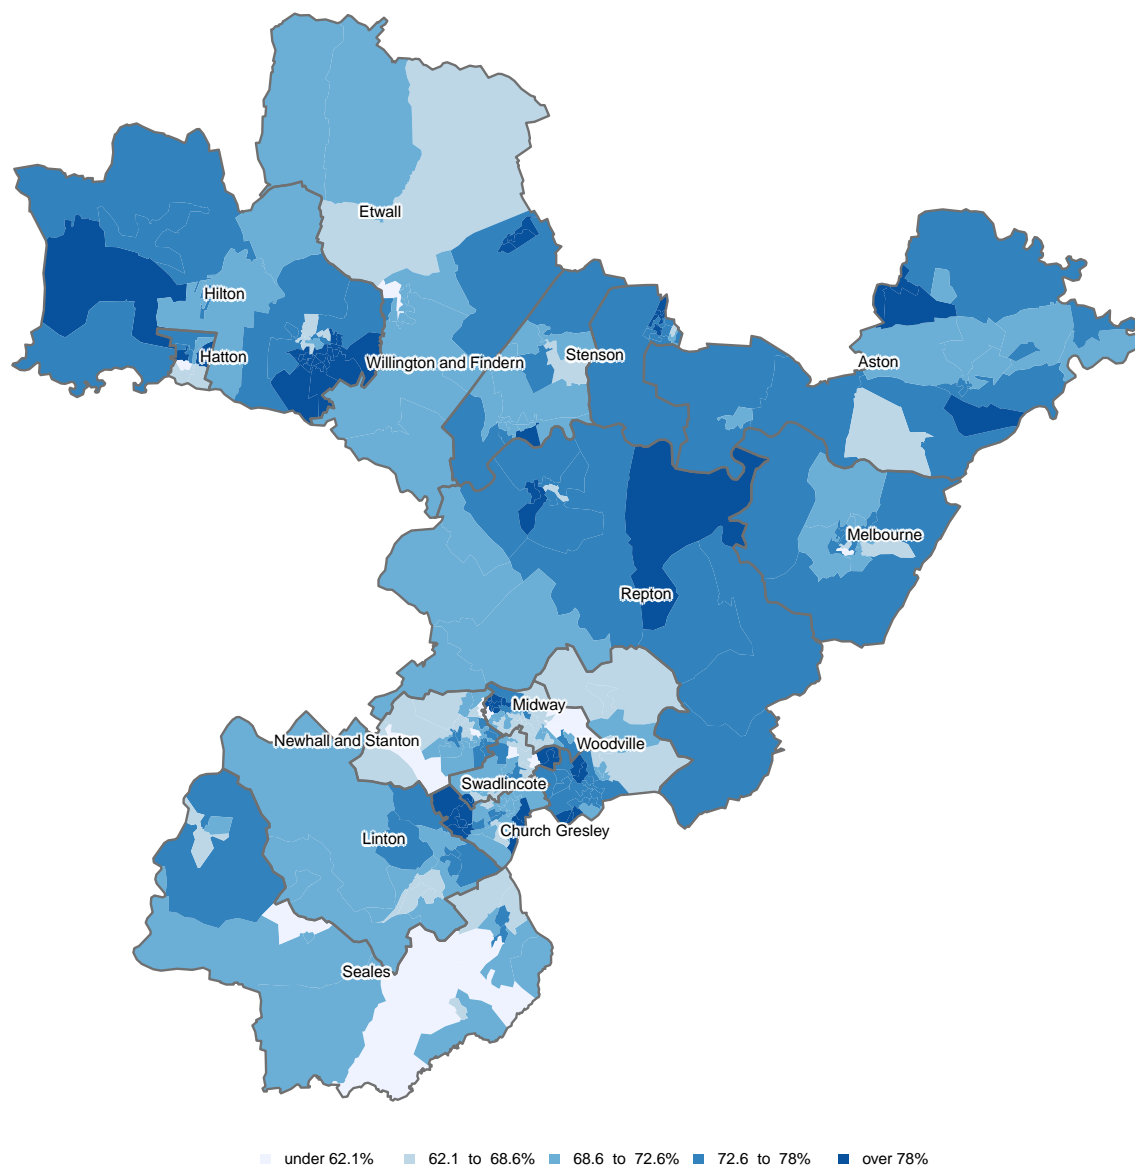 Etwall
Hilton
Hatton
Willington and Findern
Stenson
Aston
Melbourne
Repton
Midway
Newhall and Stanton
Woodville
Swadlincote
Church Gresley
Linton
Seales
under 62.1% 62.1 to 68.6% 68.6 to 72.6% 72.6 to 78% over 78%